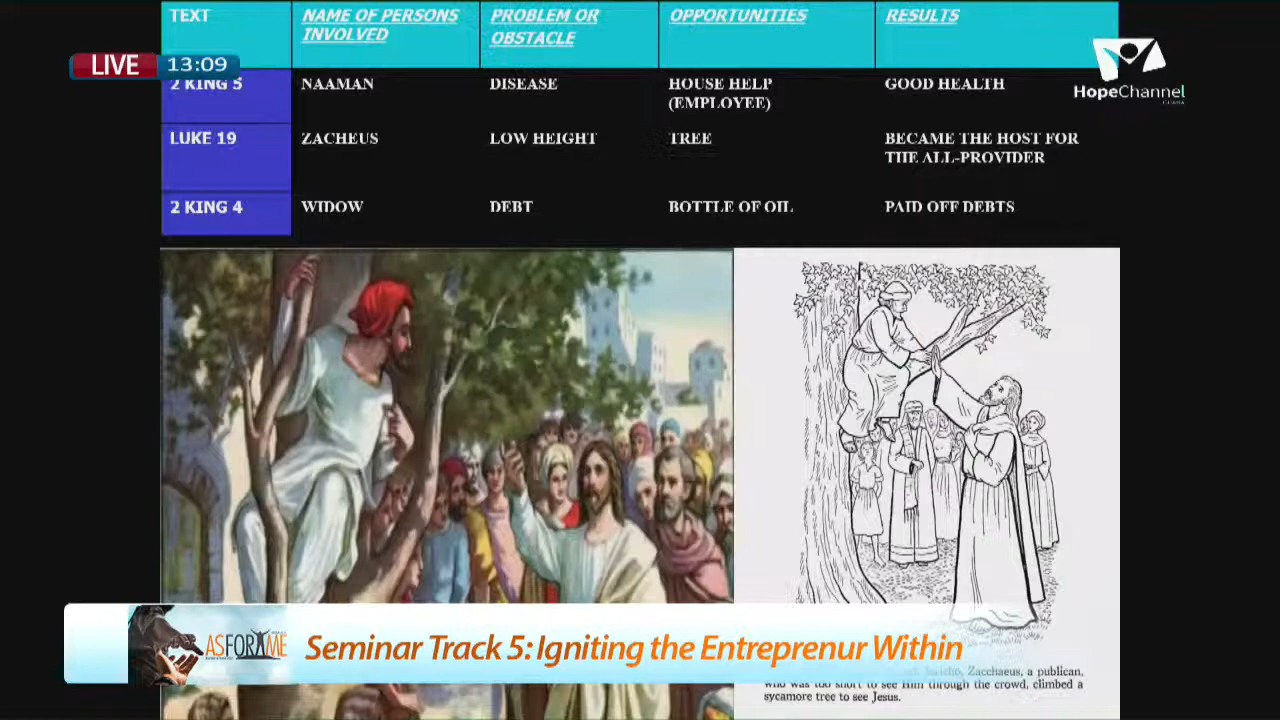 TEXT
NAME OF PERSONS INVOLVED
PROBLEM OR OBSTACLE
OPPORTUNITIES
RESULTS
LIVE 13:09
HopeChannel
GHANA
2 KING 5
NAAMAN
DISEASE
HOUSE HELP
(EMPLOYEE)
GOOD HEALTH
LUKE 19
ZACHEUS
LOW HEIGHT
TREE
BECAME THE HOST FOR
THE ALL-PROVIDER
2 KING 4
WIDOW
DEBT
BOTTLE OF OIL
PAID OFF DEBTS
ASFORME
Seminar Track 5: Igniting the Entreprenur Within
Zacchaeus, a publican,
who was too short to see Him through the crowd, climbed a
sycamore tree to see Jesus.